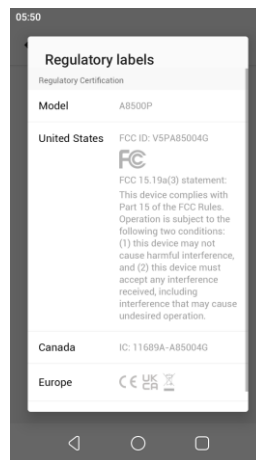 05:50
Regulatory labels
Regulatory Certification
Model A8500P
United States FCC ID: V5PA85004G
FC
FCC 15.19a(3) statement:
This device complies with
Part 15 of the FCC Rules.
Operation is subject to the
following two conditions:
(1) this device may not
cause harmful interference,
and (2) this device must
accept any interference
received, including
interference that may cause
undesired operation.
Canada IC: 11689A-A85004G
Europe CE UK
CA